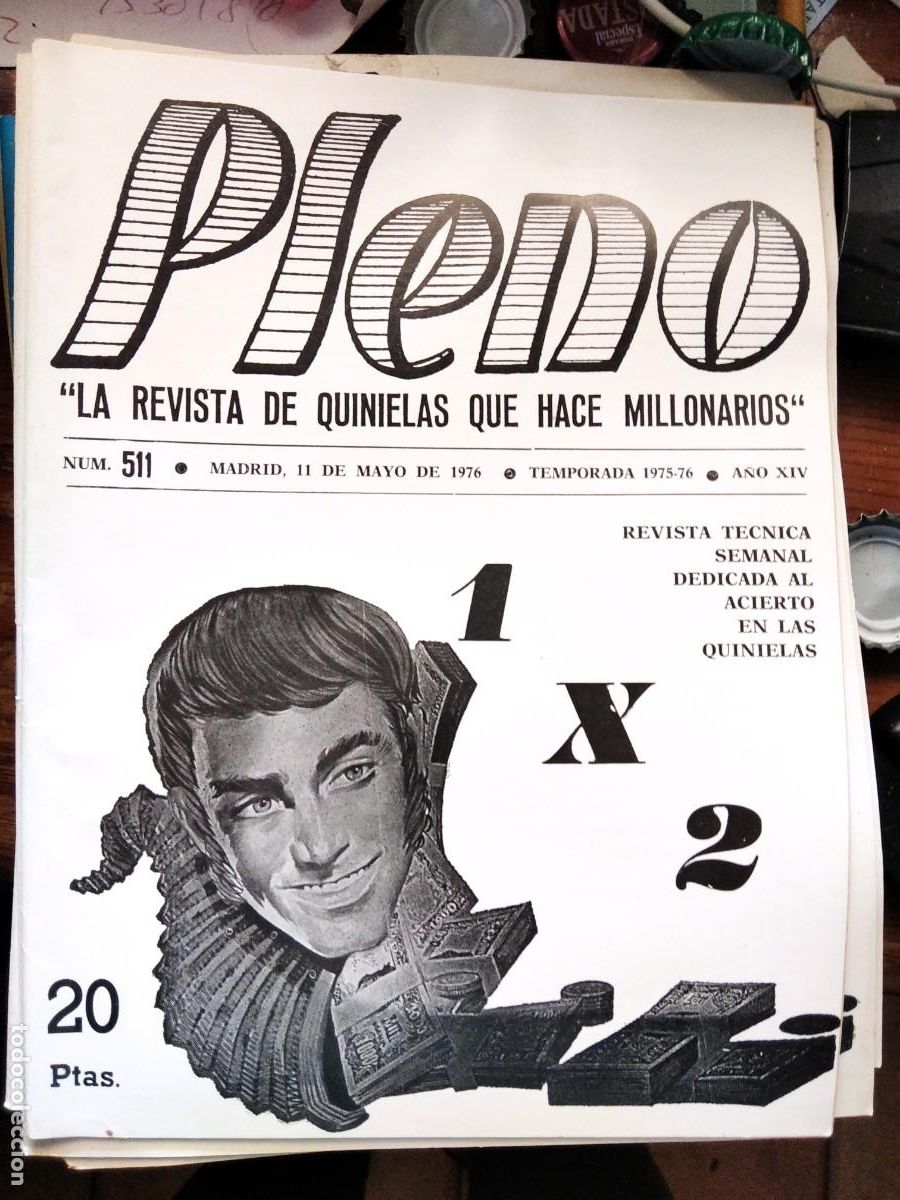 Pleno
"LA REVISTA DE QUINIELAS QUE HACE MILLONARIOS"
NUM. 511 • MADRID, 11 DE MAYO DE 1976 • TEMPORADA 1975-76 • AÑO XIV
REVISTA TECNICA
SEMANAL
DEDICADA AL
ACIERTO
EN LAS
QUINIELAS
1
X
2
20
Ptas.
todocoleccion
Especial